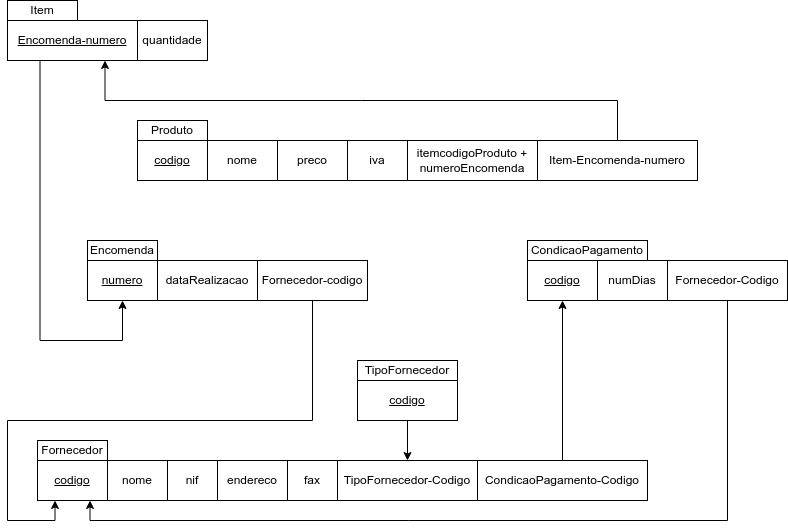 Item
Encomenda-numero
quantidade
Produto
codigo
nome
preco
iva
itemcodigoProduto +
numeroEncomenda
Item-Encomenda-numero
Encomenda
numero
dataRealizacao
Fornecedor-codigo
CondicaoPagamento
codigo
numDias
Fornecedor-Codigo
TipoFornecedor
codigo
Fornecedor
codigo
nome
nif
endereco
fax
TipoFornecedor-Codigo
CondicaoPagamento-Codigo